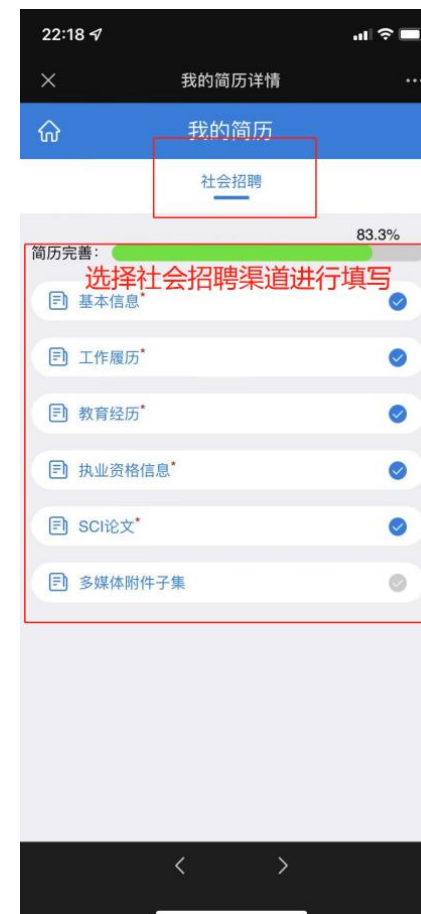 22:18
我的简历详情
我的简历
社会招聘
83.3%
简历完善：
选择社会招聘渠道进行填写
基本信息*
工作履历*
教育经历*
执业资格信息*
SCI论文*
多媒体附件子集